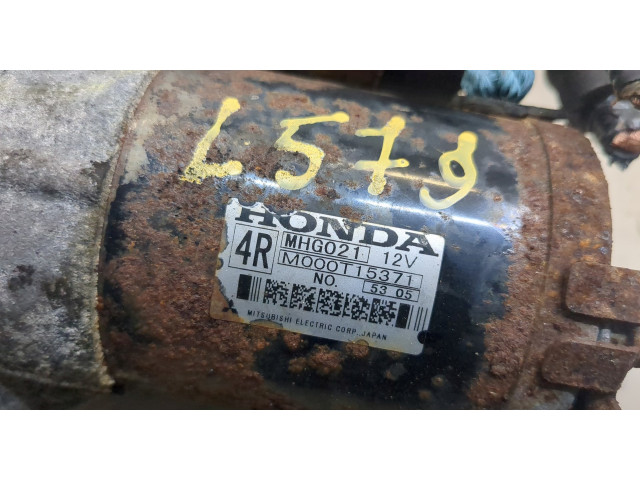 L579
HONDA
4R MHG021 12V
M000T15371
NO. 53 05
MITSUBISHI ELECTRIC CORP. JAPAN